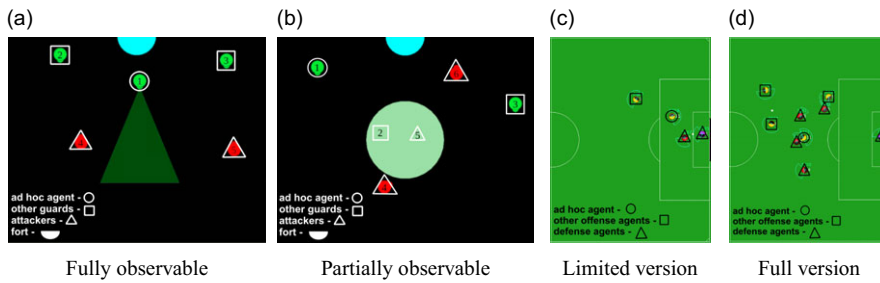 (a)
(b)
(c)
(d)
2
3
1
ad hoc agent -
other guards -
attackers -
fort -
1
6
3
2
5
4
ad hoc agent -
other guards -
attackers -
fort -
ad hoc agent -
other offense agents -
defense agents -
ad hoc agent -
other offense agents -
defense agents -
Fully observable
Partially observable
Limited version
Full version